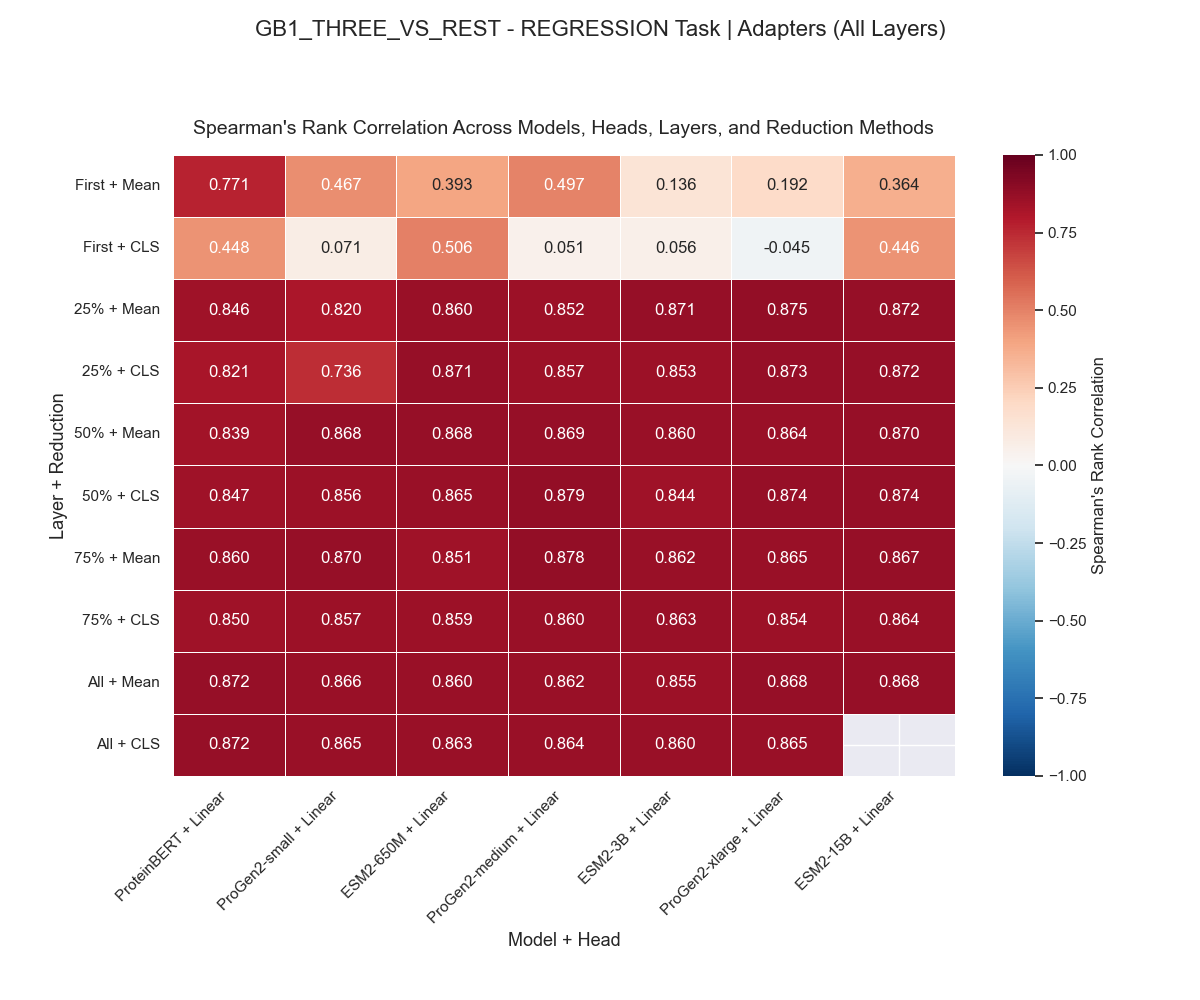 GB1_THREE_VS_REST - REGRESSION Task | Adapters (All Layers)
Spearman's Rank Correlation Across Models, Heads, Layers, and Reduction Methods
Layer + Reduction
First + Mean 0.771 0.467 0.393 0.497 0.136 0.192 0.364
First + CLS 0.448 0.071 0.506 0.051 0.056 -0.045 0.446
25% + Mean 0.846 0.820 0.860 0.852 0.871 0.875 0.872
25% + CLS 0.821 0.736 0.871 0.857 0.853 0.873 0.872
50% + Mean 0.839 0.868 0.868 0.869 0.860 0.864 0.870
50% + CLS 0.847 0.856 0.865 0.879 0.844 0.874 0.874
75% + Mean 0.860 0.870 0.851 0.878 0.862 0.865 0.867
75% + CLS 0.850 0.857 0.859 0.860 0.863 0.854 0.864
All + Mean 0.872 0.866 0.860 0.862 0.855 0.868 0.868
All + CLS 0.872 0.865 0.863 0.864 0.860 0.865
ProteinBERT + Linear
ProGen2-small + Linear
ESM2-650M + Linear
ProGen2-medium + Linear
ESM2-3B + Linear
ProGen2-xlarge + Linear
ESM2-15B + Linear
Model + Head
1.00
0.75
0.50
0.25
0.00
−0.25
−0.50
−0.75
−1.00
Spearman's Rank Correlation